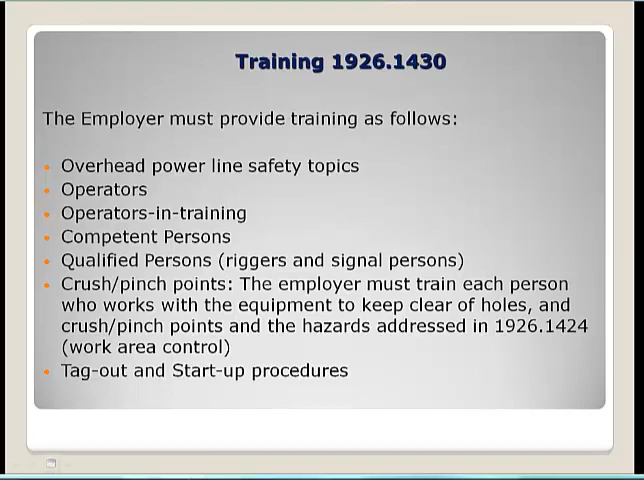 Training 1926.1430
The Employer must provide training as follows:
• Overhead power line safety topics
• Operators
• Operators-in-training
• Competent Persons
• Qualified Persons (riggers and signal persons)
• Crush/pinch points: The employer must train each person
who works with the equipment to keep clear of holes, and
crush/pinch points and the hazards addressed in 1926.1424
(work area control)
• Tag-out and Start-up procedures